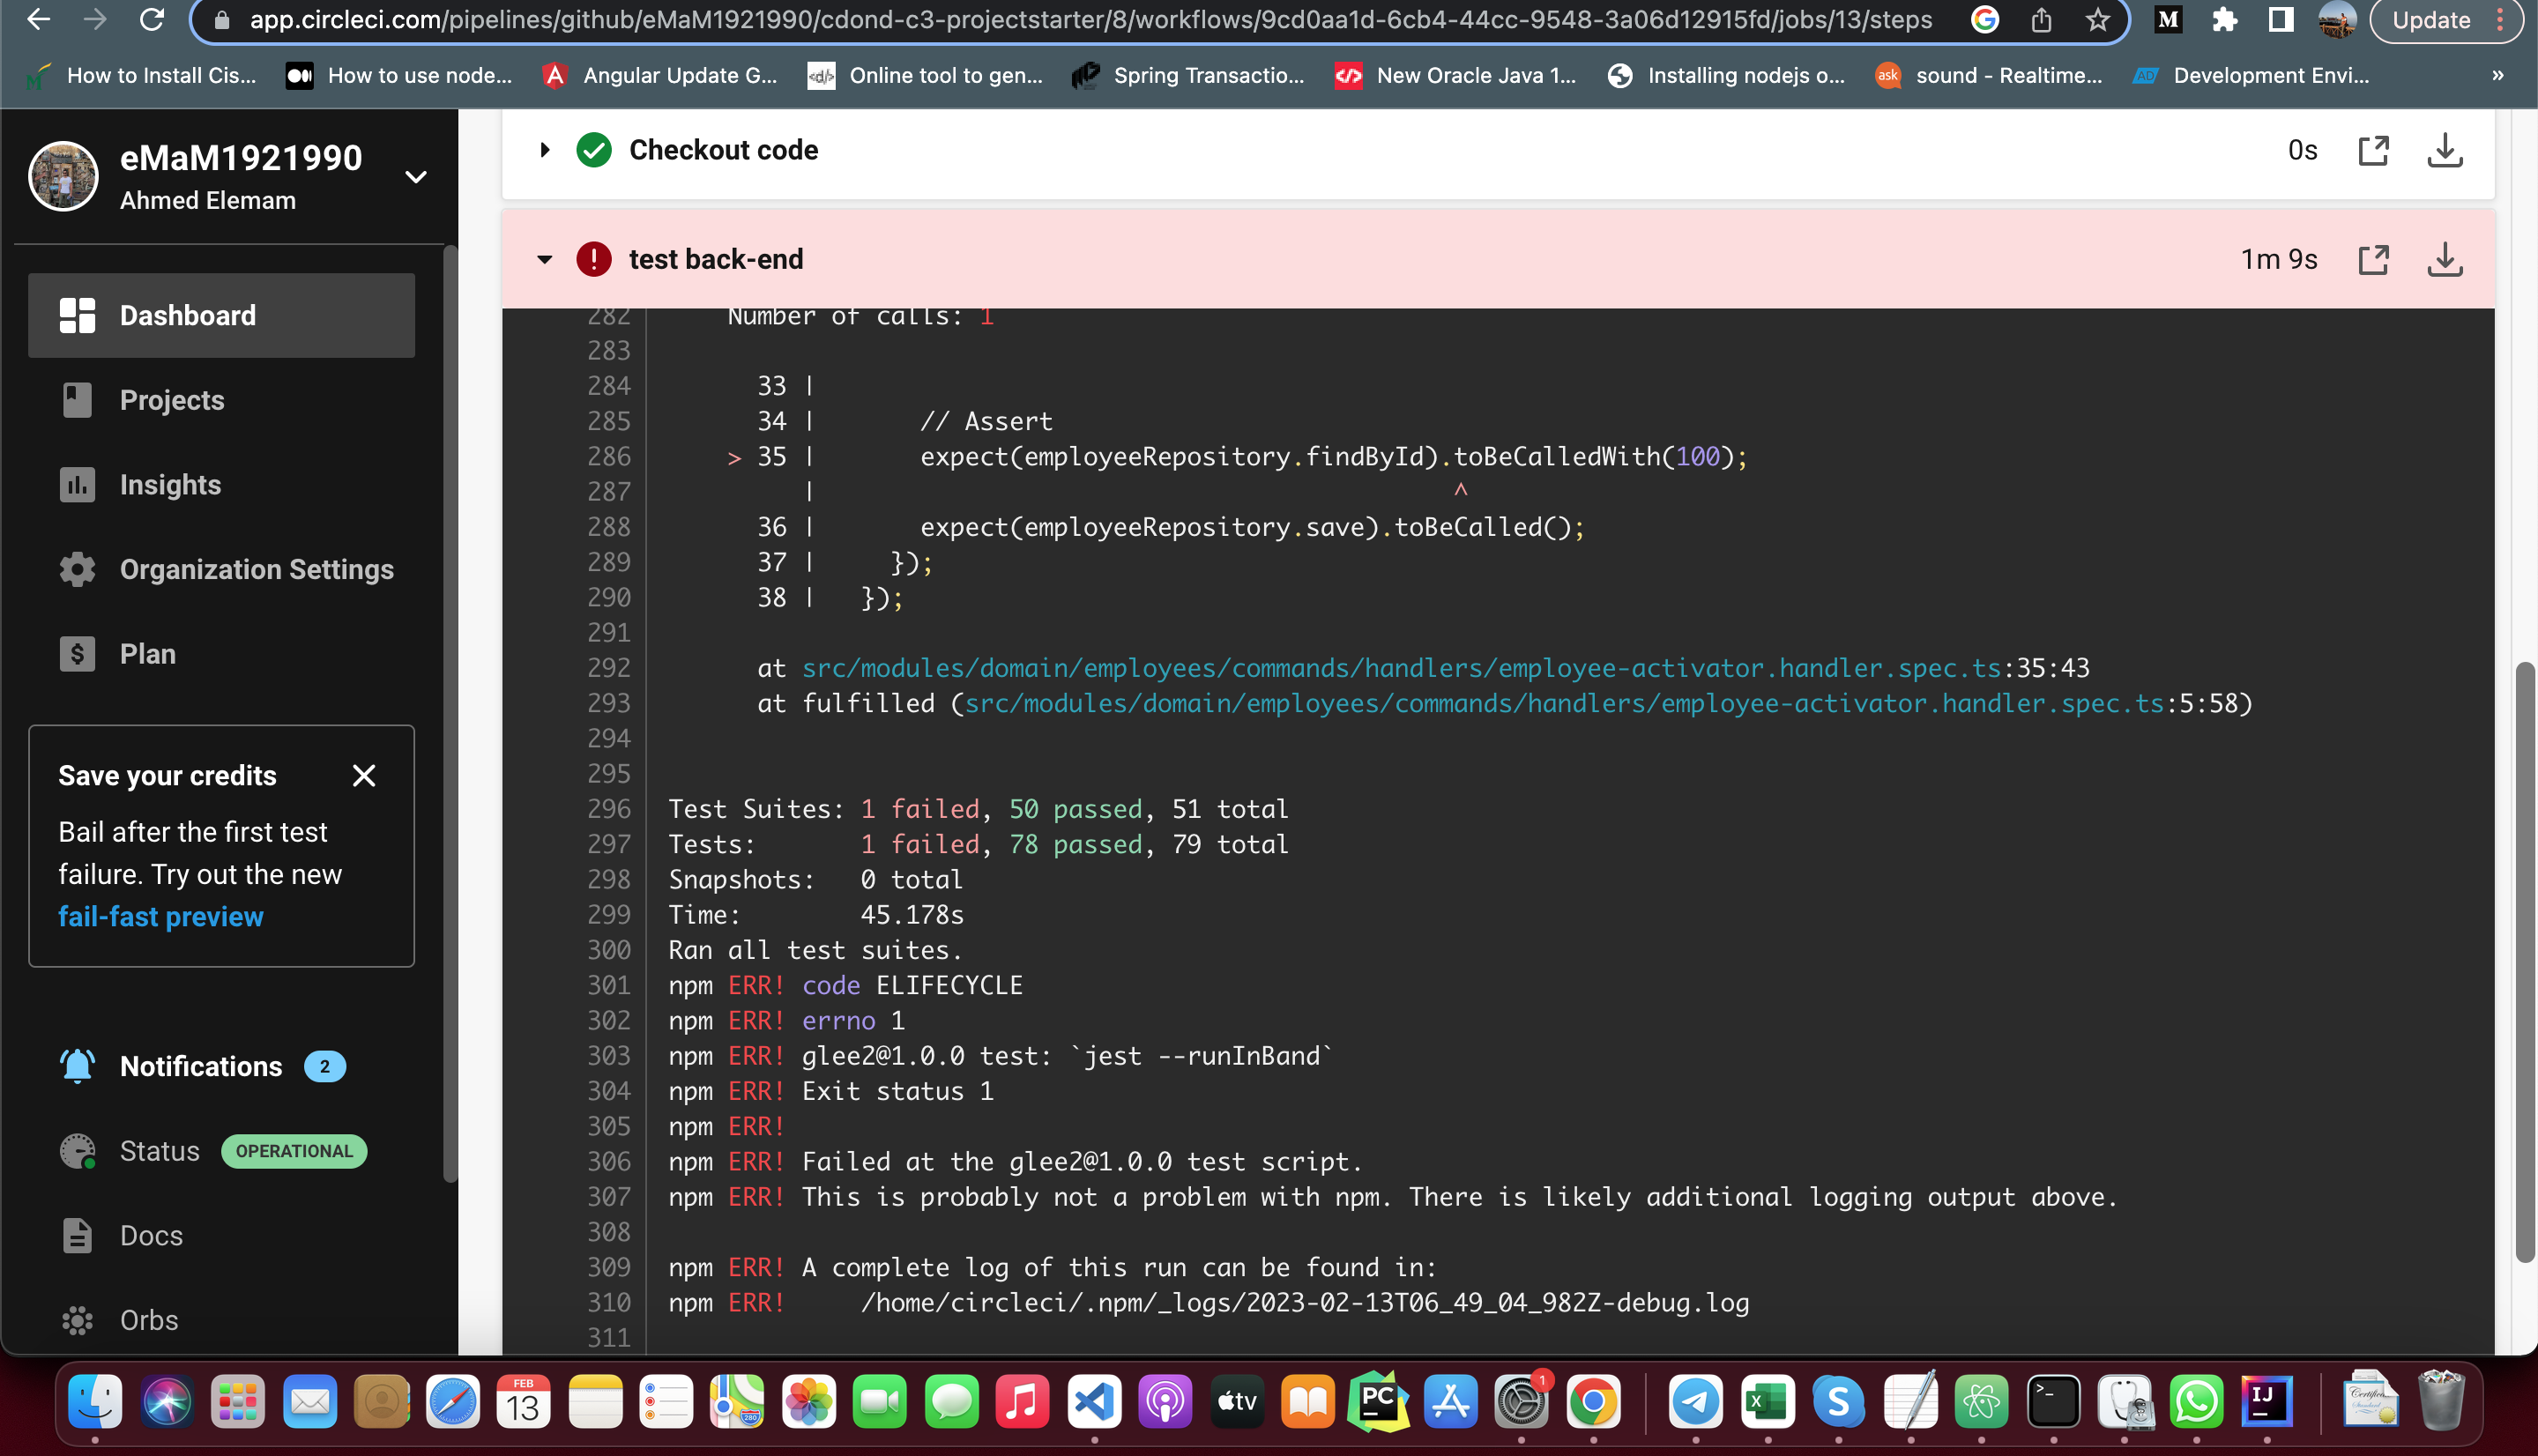 app.circleci.com/pipelines/github/eMaM1921990/cdond-c3-projectstarter/8/workflows/9cd0aa1d-6cb4-44cc-9548-3a06d12915fd/jobs/13/steps
Update
How to Install Cis...
How to use node...
Angular Update G...
Online tool to gen...
Spring Transactio...
New Oracle Java 1...
Installing nodejs o...
sound - Realtime...
Development Envi...
»
eMaM1921990
Ahmed Elemam
Dashboard
Projects
Insights
Organization Settings
Plan
Save your credits
Bail after the first test
failure. Try out the new
fail-fast preview
Notifications 2
Status OPERATIONAL
Docs
Orbs
Checkout code 0s
test back-end 1m 9s
282 Number of calls: 1
283
284 33 |
285 34 | // Assert
286 > 35 | expect(employeeRepository.findById).toBeCalledWith(100);
287 | ^
288 36 | expect(employeeRepository.save).toBeCalled();
289 37 | });
290 38 | });
291
292 at src/modules/domain/employees/commands/handlers/employee-activator.handler.spec.ts:35:43
293 at fulfilled (src/modules/domain/employees/commands/handlers/employee-activator.handler.spec.ts:5:58)
294
295
296 Test Suites: 1 failed, 50 passed, 51 total
297 Tests: 1 failed, 78 passed, 79 total
298 Snapshots: 0 total
299 Time: 45.178s
300 Ran all test suites.
301 npm ERR! code ELIFECYCLE
302 npm ERR! errno 1
303 npm ERR! glee2@1.0.0 test: `jest --runInBand`
304 npm ERR! Exit status 1
305 npm ERR!
306 npm ERR! Failed at the glee2@1.0.0 test script.
307 npm ERR! This is probably not a problem with npm. There is likely additional logging output above.
308
309 npm ERR! A complete log of this run can be found in:
310 npm ERR! /home/circleci/.npm/_logs/2023-02-13T06_49_04_982Z-debug.log
311
FEB
13
280
tv
PC
1
X
S
>_
IJ